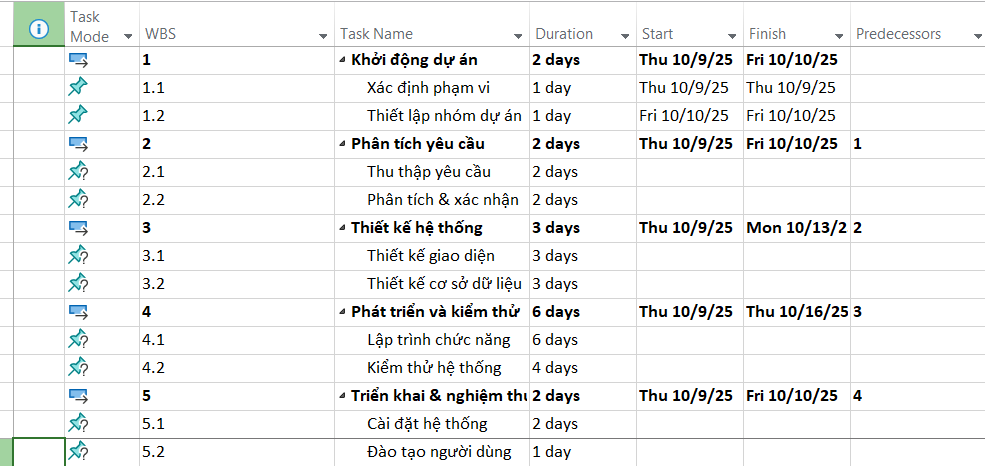 Task Mode WBS Task Name Duration Start Finish Predecessors
1 Khởi động dự án 2 days Thu 10/9/25 Fri 10/10/25
1.1 Xác định phạm vi 1 day Thu 10/9/25 Thu 10/9/25
1.2 Thiết lập nhóm dự án 1 day Fri 10/10/25 Fri 10/10/25
2 Phân tích yêu cầu 2 days Thu 10/9/25 Fri 10/10/25 1
2.1 Thu thập yêu cầu 2 days
2.2 Phân tích & xác nhận 2 days
3 Thiết kế hệ thống 3 days Thu 10/9/25 Mon 10/13/2 2
3.1 Thiết kế giao diện 3 days
3.2 Thiết kế cơ sở dữ liệu 3 days
4 Phát triển và kiểm thử 6 days Thu 10/9/25 Thu 10/16/25 3
4.1 Lập trình chức năng 6 days
4.2 Kiểm thử hệ thống 4 days
5 Triển khai & nghiệm thu 2 days Thu 10/9/25 Fri 10/10/25 4
5.1 Cài đặt hệ thống 2 days
5.2 Đào tạo người dùng 1 day